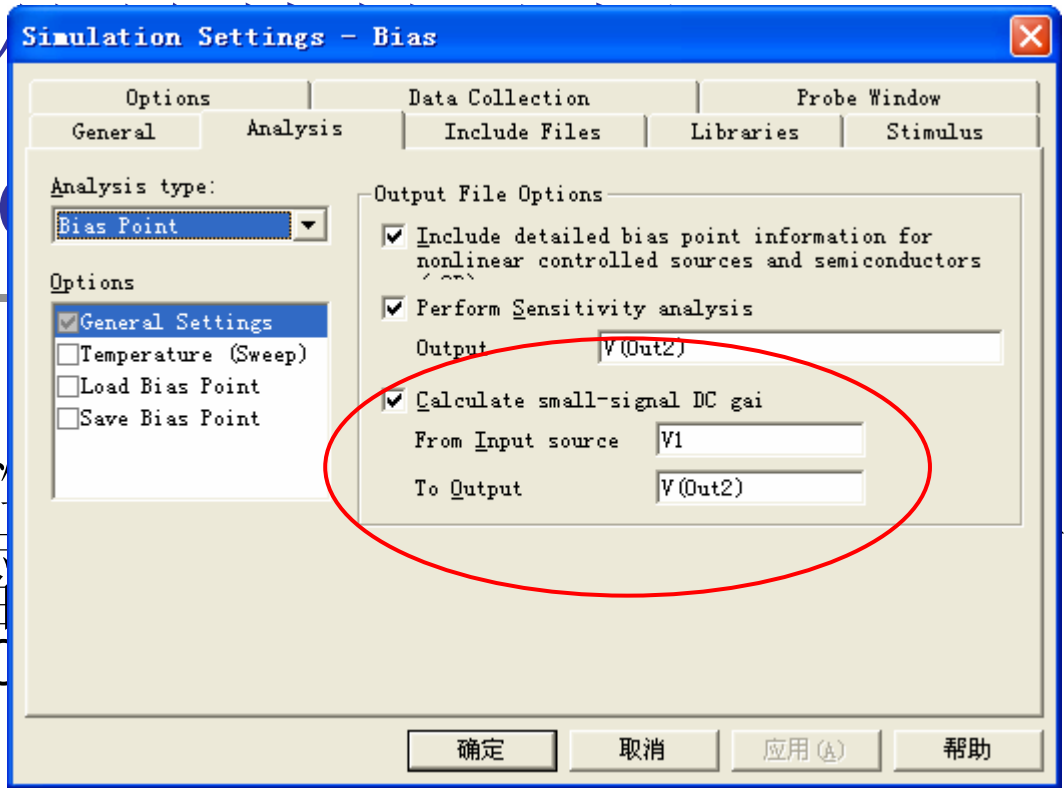 Simulation Settings - Bias
Options Data Collection Probe Window
General Analysis Include Files Libraries Stimulus
Analysis type:
Bias Point
Options
General Settings
Temperature (Sweep)
Load Bias Point
Save Bias Point
Output File Options
Include detailed bias point information for
nonlinear controlled sources and semiconductors
Perform Sensitivity analysis
Output V(Out2)
Calculate small-signal DC gai
From Input source V1
To Output V(Out2)
确定 取消 应用(A) 帮助